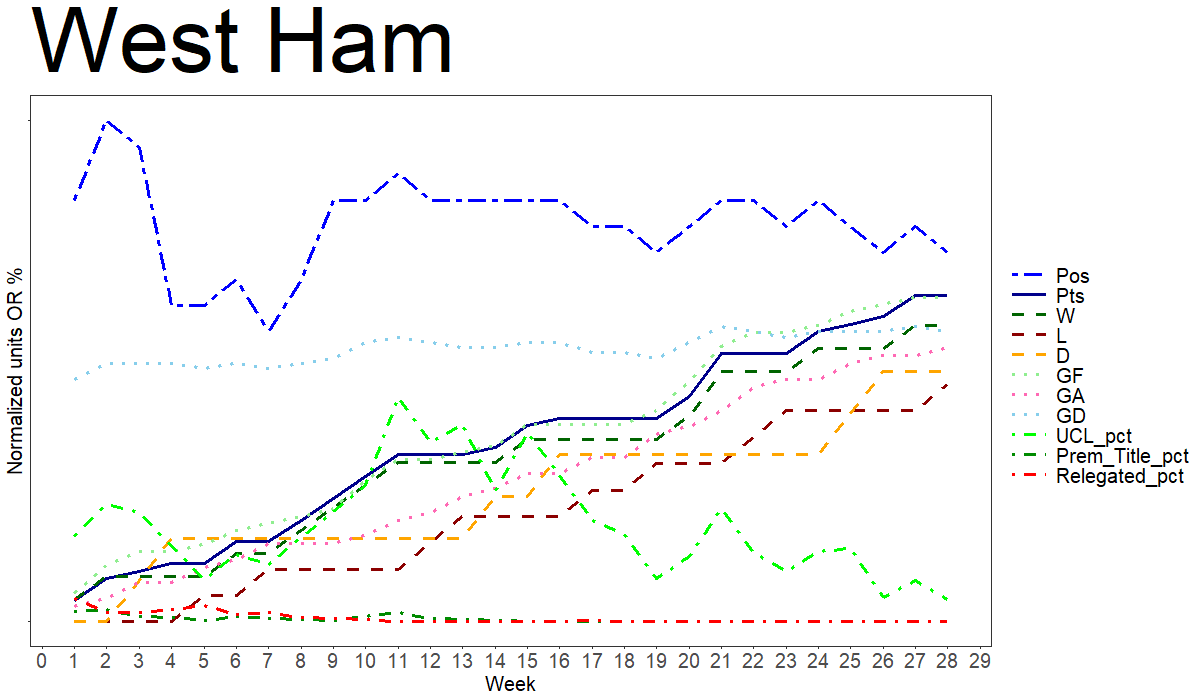 West Ham
Normalized units OR %
Pos
Pts
W
L
D
GF
GA
GD
UCL_pct
Prem_Title_pct
Relegated_pct
0 1 2 3 4 5 6 7 8 9 10 11 12 13 14 15 16 17 18 19 20 21 22 23 24 25 26 27 28 29
Week